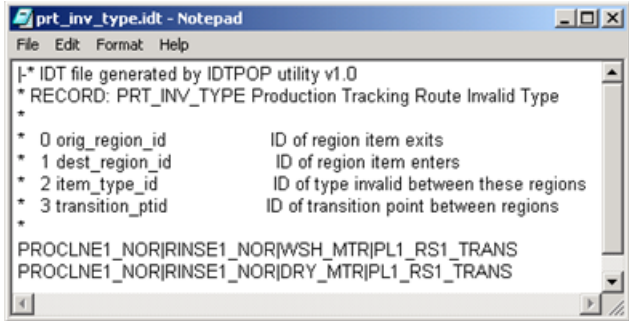 prt_inv_type.idt - Notepad
File Edit Format Help
|-* IDT file generated by IDTPOP utility v1.0
* RECORD: PRT_INV_TYPE Production Tracking Route Invalid Type
*
* 0 orig_region_id ID of region item exits
* 1 dest_region_id ID of region item enters
* 2 item_type_id ID of type invalid between these regions
* 3 transition_ptid ID of transition point between regions
*
PROCLNE1_NOR|RINSE1_NOR|WSH_MTR|PL1_RS1_TRANS
PROCLNE1_NOR|RINSE1_NOR|DRY_MTR|PL1_RS1_TRANS